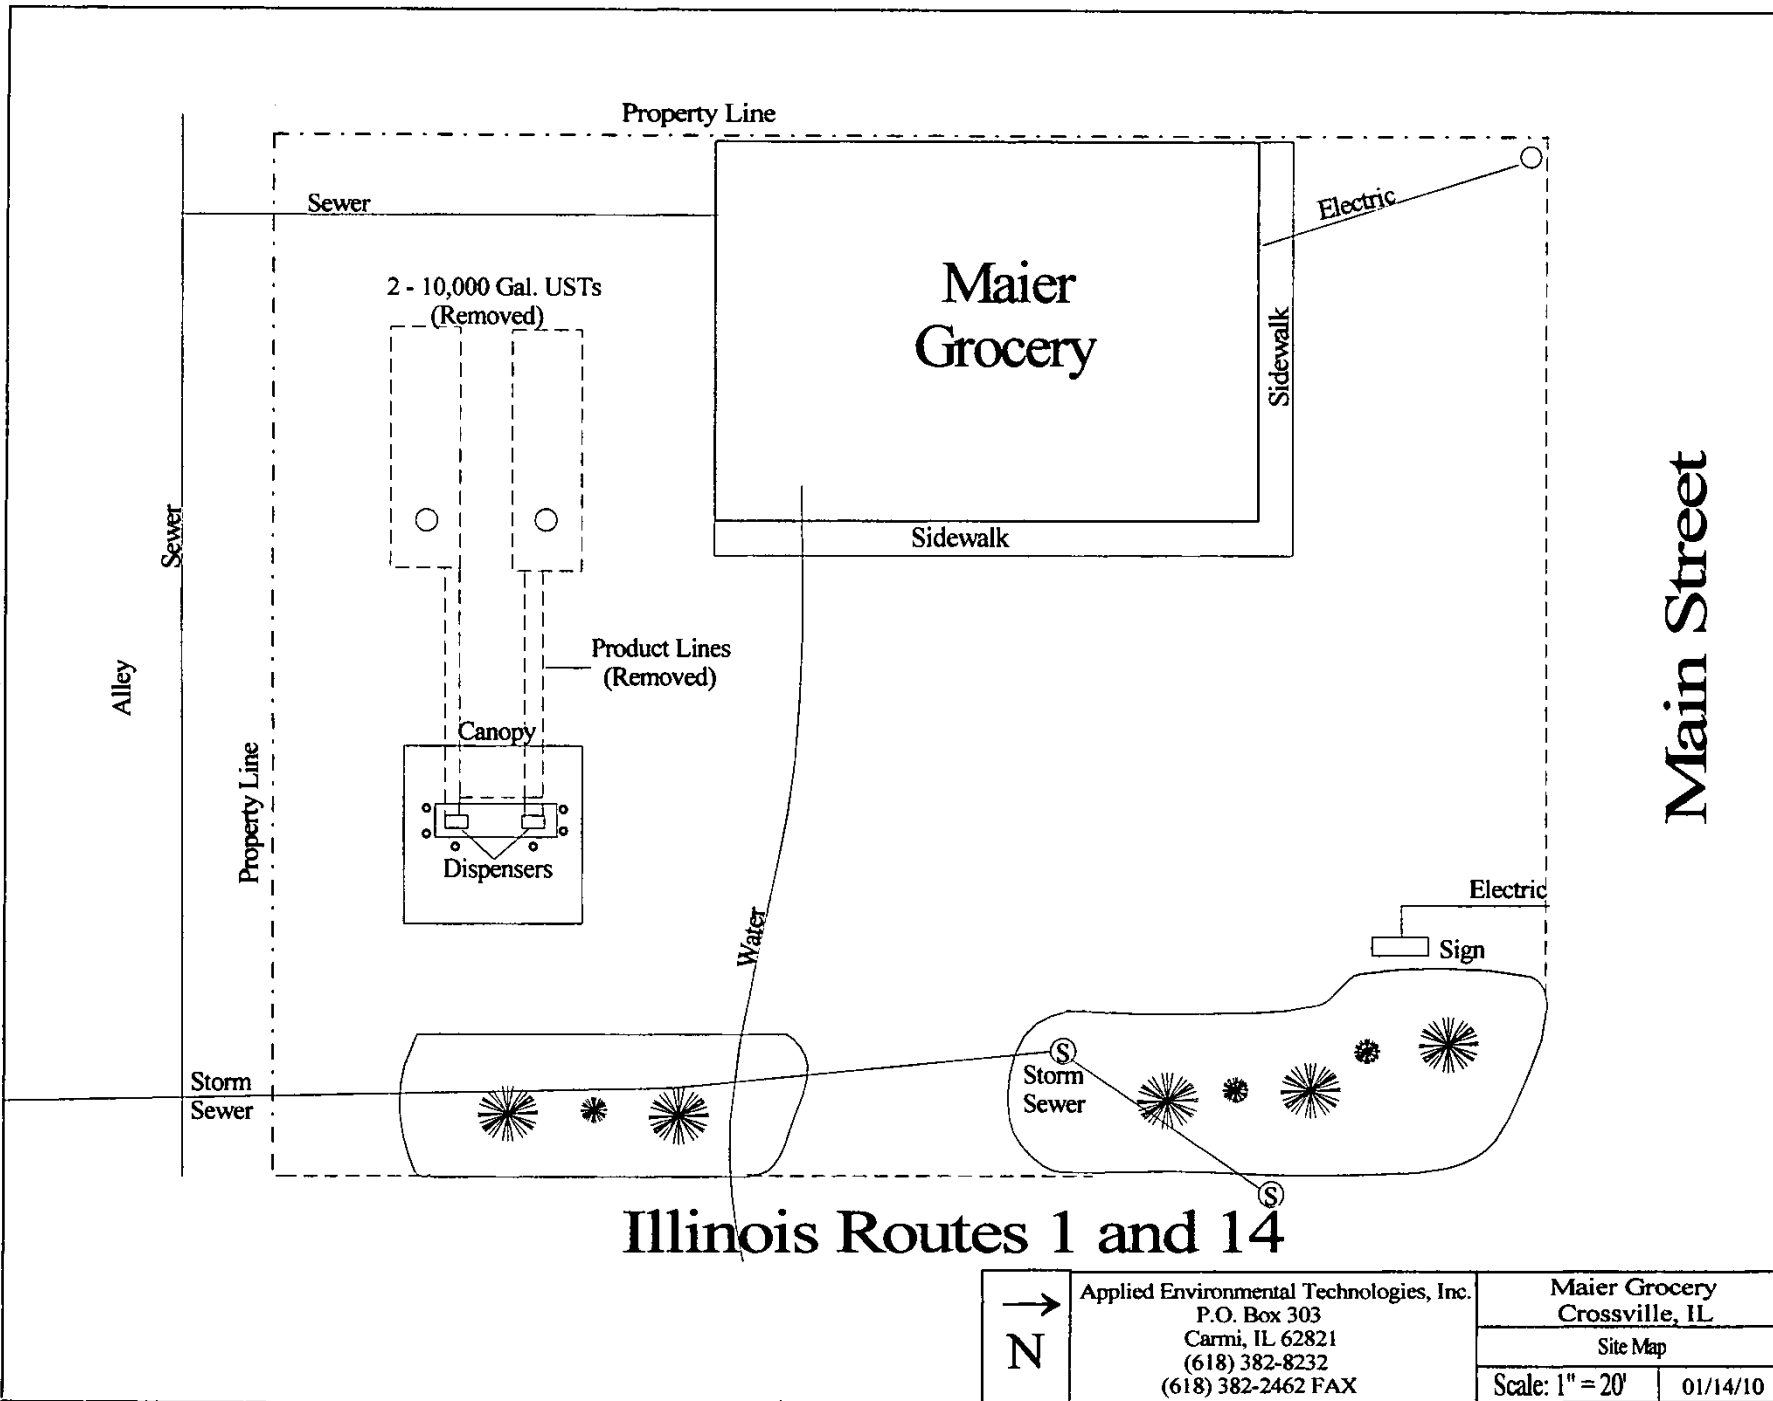 Property Line
Sewer
Electric
2 - 10,000 Gal. USTs
(Removed)
Maier
Grocery
Sidewalk
Sidewalk
Sewer
Main Street
Product Lines
(Removed)
Alley
Canopy
Property Line
Dispensers
Electric
Water
Sign
Storm
Sewer
S
Storm
Sewer
S
Illinois Routes 1 and 14
N
Applied Environmental Technologies, Inc.
P.O. Box 303
Carmi, IL 62821
(618) 382-8232
(618) 382-2462 FAX
Maier Grocery
Crossville, IL
Site Map
Scale: 1" = 20'
01/14/10